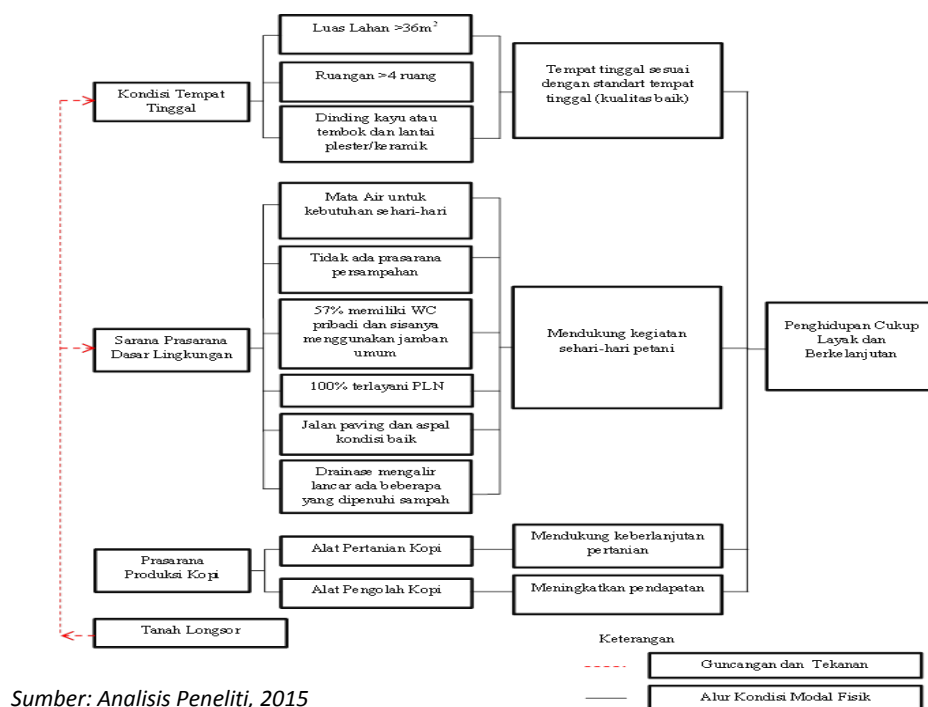 Luas Lahan >36m²
Kondisi Tempat
Tinggal
Ruangan >4 ruang
Dinding kayu atau
tembok dan lantai
plester/keramik
Tempat tinggal sesuai
dengan standart tempat
tinggal (kualitas baik)
Sarana Prasarana
Dasar Lingkungan
Mata Air untuk
kebutuhan sehari-hari
Tidak ada prasarana
persampahan
57% memiliki WC
pribadi dan sisanya
menggunakan jamban
umum
100% terlayani PLN
Jalan paving dan aspal
kondisi baik
Drainase mengalir
lancar ada beberapa
yang dipenuhi sampah
Mendukung kegiatan
sehari-hari petani
Penghidupan Cukup
Layak dan
Berkelanjutan
Prasarana
Produksi Kopi
Alat Pertanian Kopi
Alat Pengolah Kopi
Mendukung keberlanjutan
pertanian
Meningkatkan pendapatan
Tanah Longsor
Keterangan
Guncangan dan Tekanan
Alur Kondisi Modal Fisik
Sumber: Analisis Peneliti, 2015